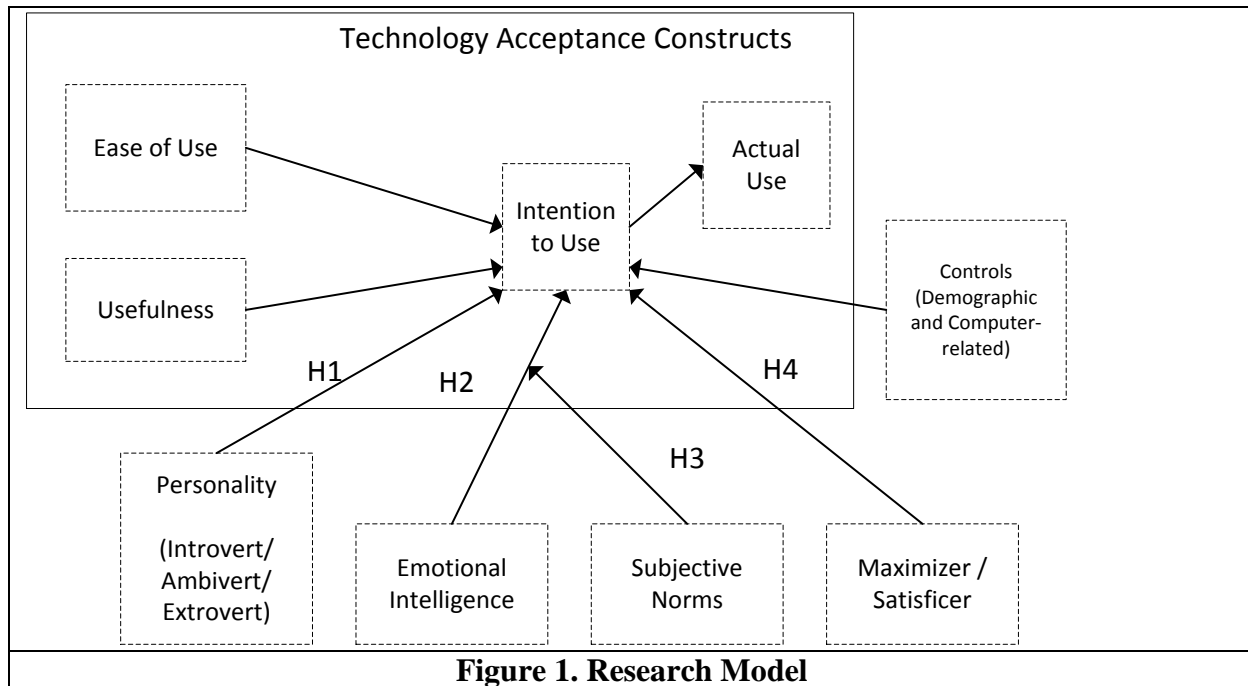 Technology Acceptance Constructs
Ease of Use
Actual
Use
Intention
to Use
Usefulness
Controls
(Demographic
and Computer-
related)
H1
H2
H4
H3
Personality
(Introvert/
Ambivert/
Extrovert)
Emotional
Intelligence
Subjective
Norms
Maximizer /
Satisficer
Figure 1. Research Model